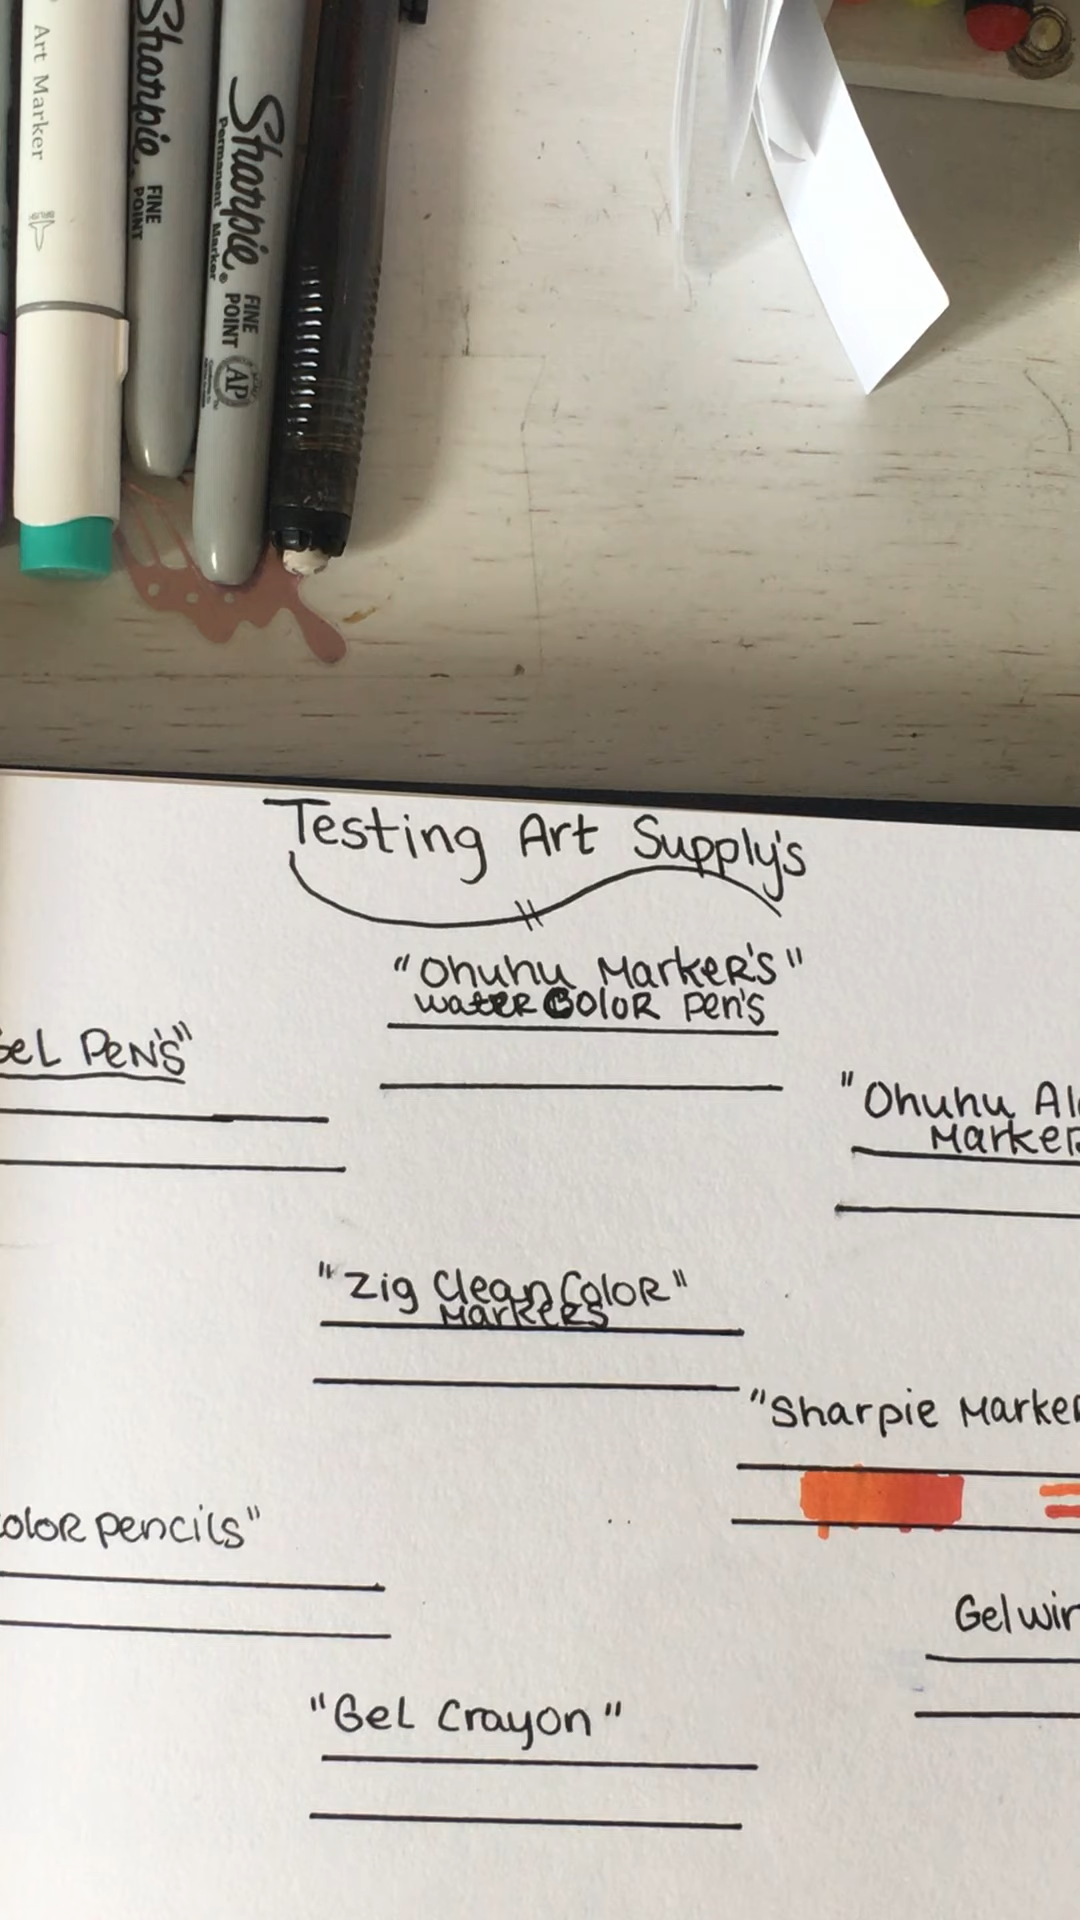 Art Marker
Sharpie
FINE
POINT
Sharpie
Permanent Marker
FINE
POINT
AP
Testing Art Supply's
"Ohuhu Marker's"
water color pen's
Gel Pen's"
"Ohuhu Al
Marker
"Zig Clean Color"
Markers
"Sharpie Marker
olor pencils"
Gel wir
"Gel Crayon"